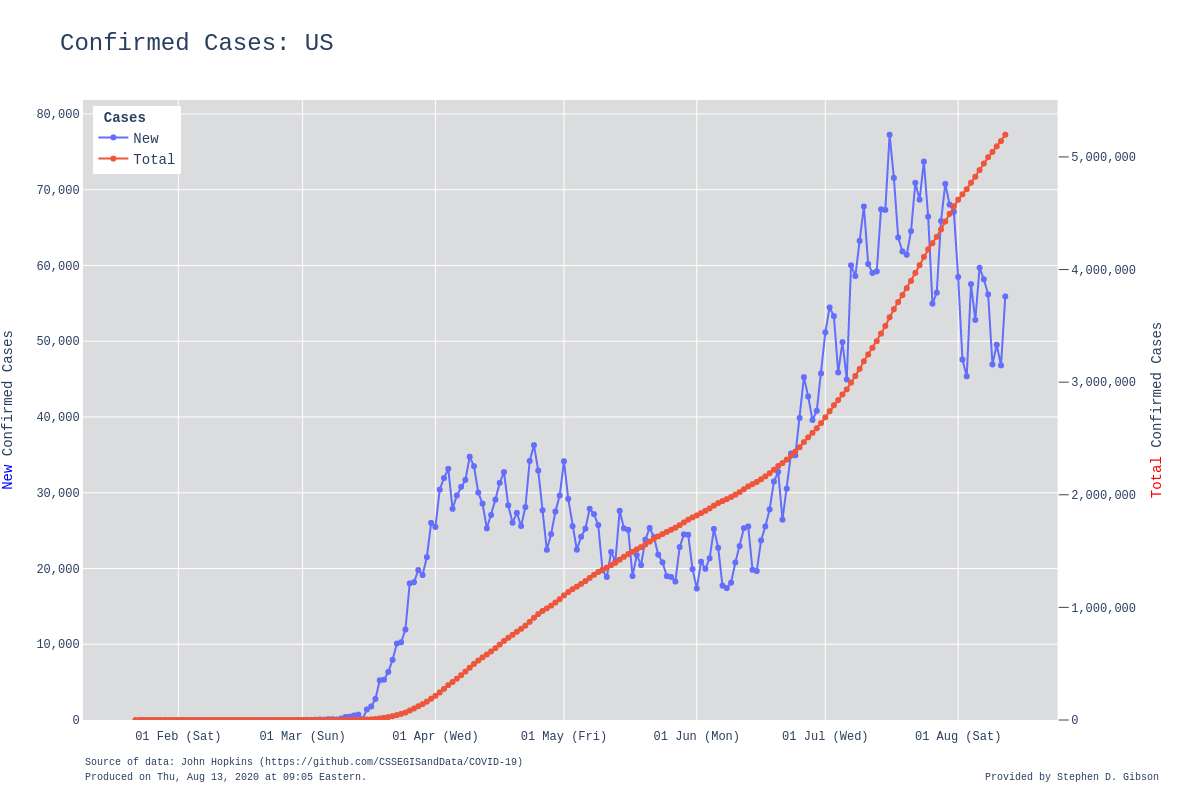 Confirmed Cases: US
Cases
New
Total
80,000
70,000
60,000
50,000
40,000
30,000
20,000
10,000
0
5,000,000
4,000,000
3,000,000
2,000,000
1,000,000
0
New Confirmed Cases
Total Confirmed Cases
01 Feb (Sat)
01 Mar (Sun)
01 Apr (Wed)
01 May (Fri)
01 Jun (Mon)
01 Jul (Wed)
01 Aug (Sat)
Source of data: John Hopkins (https://github.com/CSSEGISandData/COVID-19)
Produced on Thu, Aug 13, 2020 at 09:05 Eastern.
Provided by Stephen D. Gibson